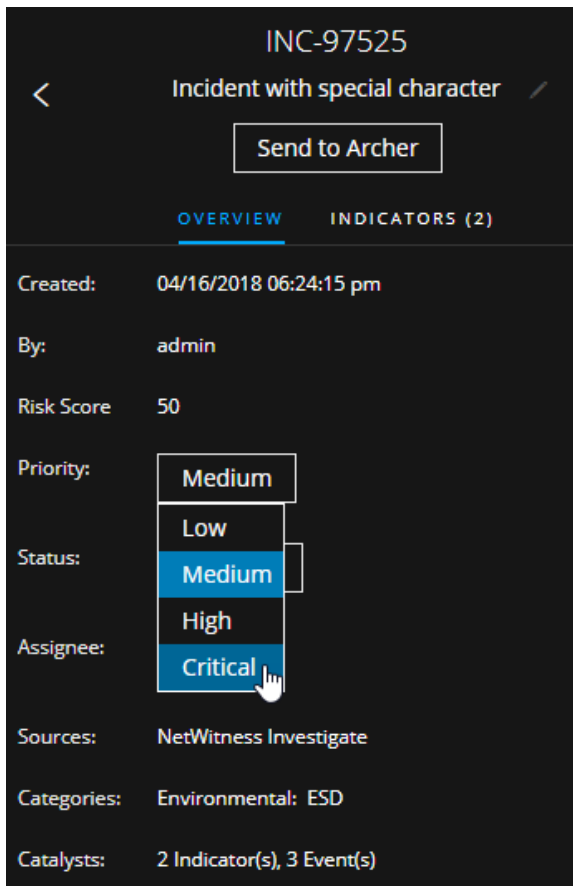 INC-97525
Incident with special character
Send to Archer
OVERVIEW INDICATORS (2)
Created: 04/16/2018 06:24:15 pm
By: admin
Risk Score 50
Priority: Medium
Low
Status:
Medium
High
Assignee:
Critical
Sources: NetWitness Investigate
Categories: Environmental: ESD
Catalysts: 2 Indicator(s), 3 Event(s)